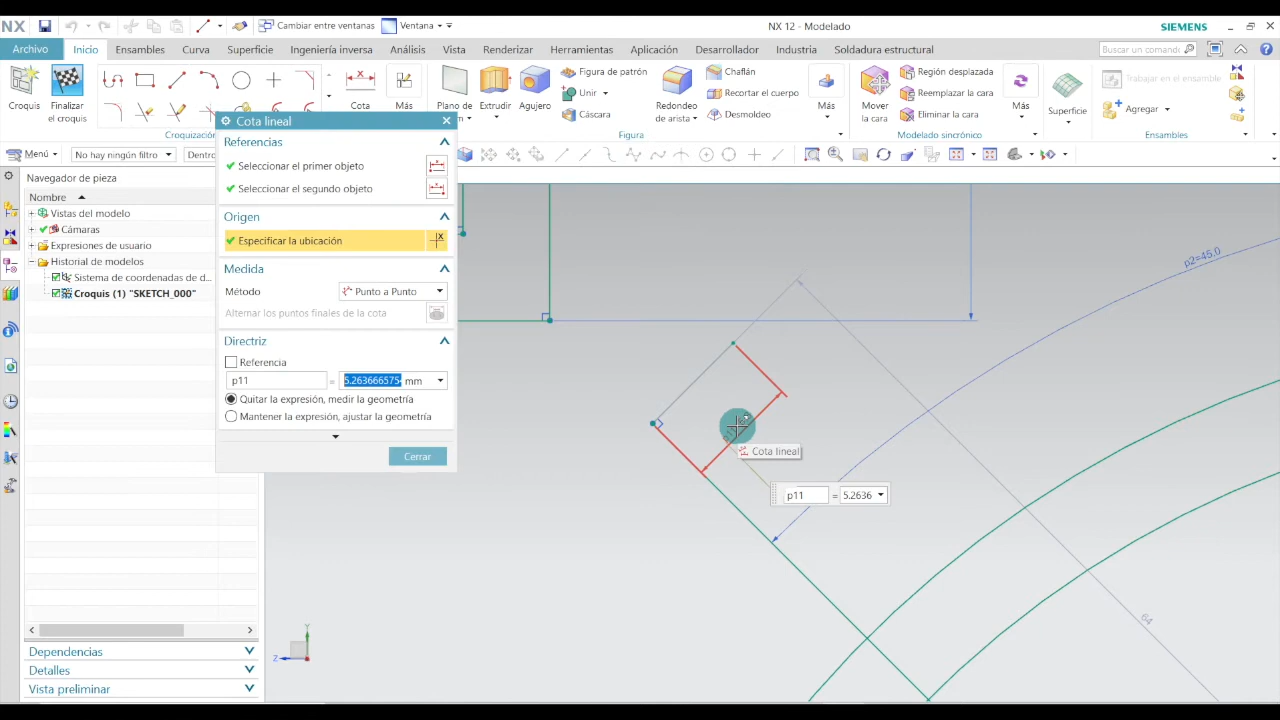 NX
Cambiar entre ventanas
Ventana
NX 12 - Modelado
SIEMENS
Archivo
Inicio
Ensambles
Curva
Superficie
Ingeniería inversa
Análisis
Vista
Renderizar
Herramientas
Aplicación
Desarrollador
Industria
Soldadura estructural
Buscar un comando
Croquis
Finalizar
el croquis
Cota
Más
Plano de
Extrudir
Agujero
Figura de patrón
Unir
Cáscara
Redondeo
de arista
Chaflán
Recortar el cuerpo
Desmoldeo
Más
Mover
la cara
Región desplazada
Reemplazar la cara
Eliminar la cara
Más
Superficie
Trabajar en el ensamble
Agregar
Figura
Modelado sincrónico
Ensambles
Menú
No hay ningún filtro
Dentro
Navegador de pieza
Nombre
Vistas del modelo
Cámaras
Expresiones de usuario
Historial de modelos
Sistema de coordenadas de d...
Croquis (1) "SKETCH_000"
Dependencias
Detalles
Vista preliminar
Cota lineal
Referencias
Seleccione el primer objeto
Seleccionar el segundo objeto
Origen
Especificar la ubicación
Medida
Método
Punto a Punto
Alternar los puntos finales de la cota
Directriz
Referencia
p11
=
5.263666575
mm
Quitar la expresión, medir la geometría
Mantener la expresión, ajustar la geometría
Cerrar
p2=45,0
Cota lineal
p11
=
5.2636
64
Y
Z